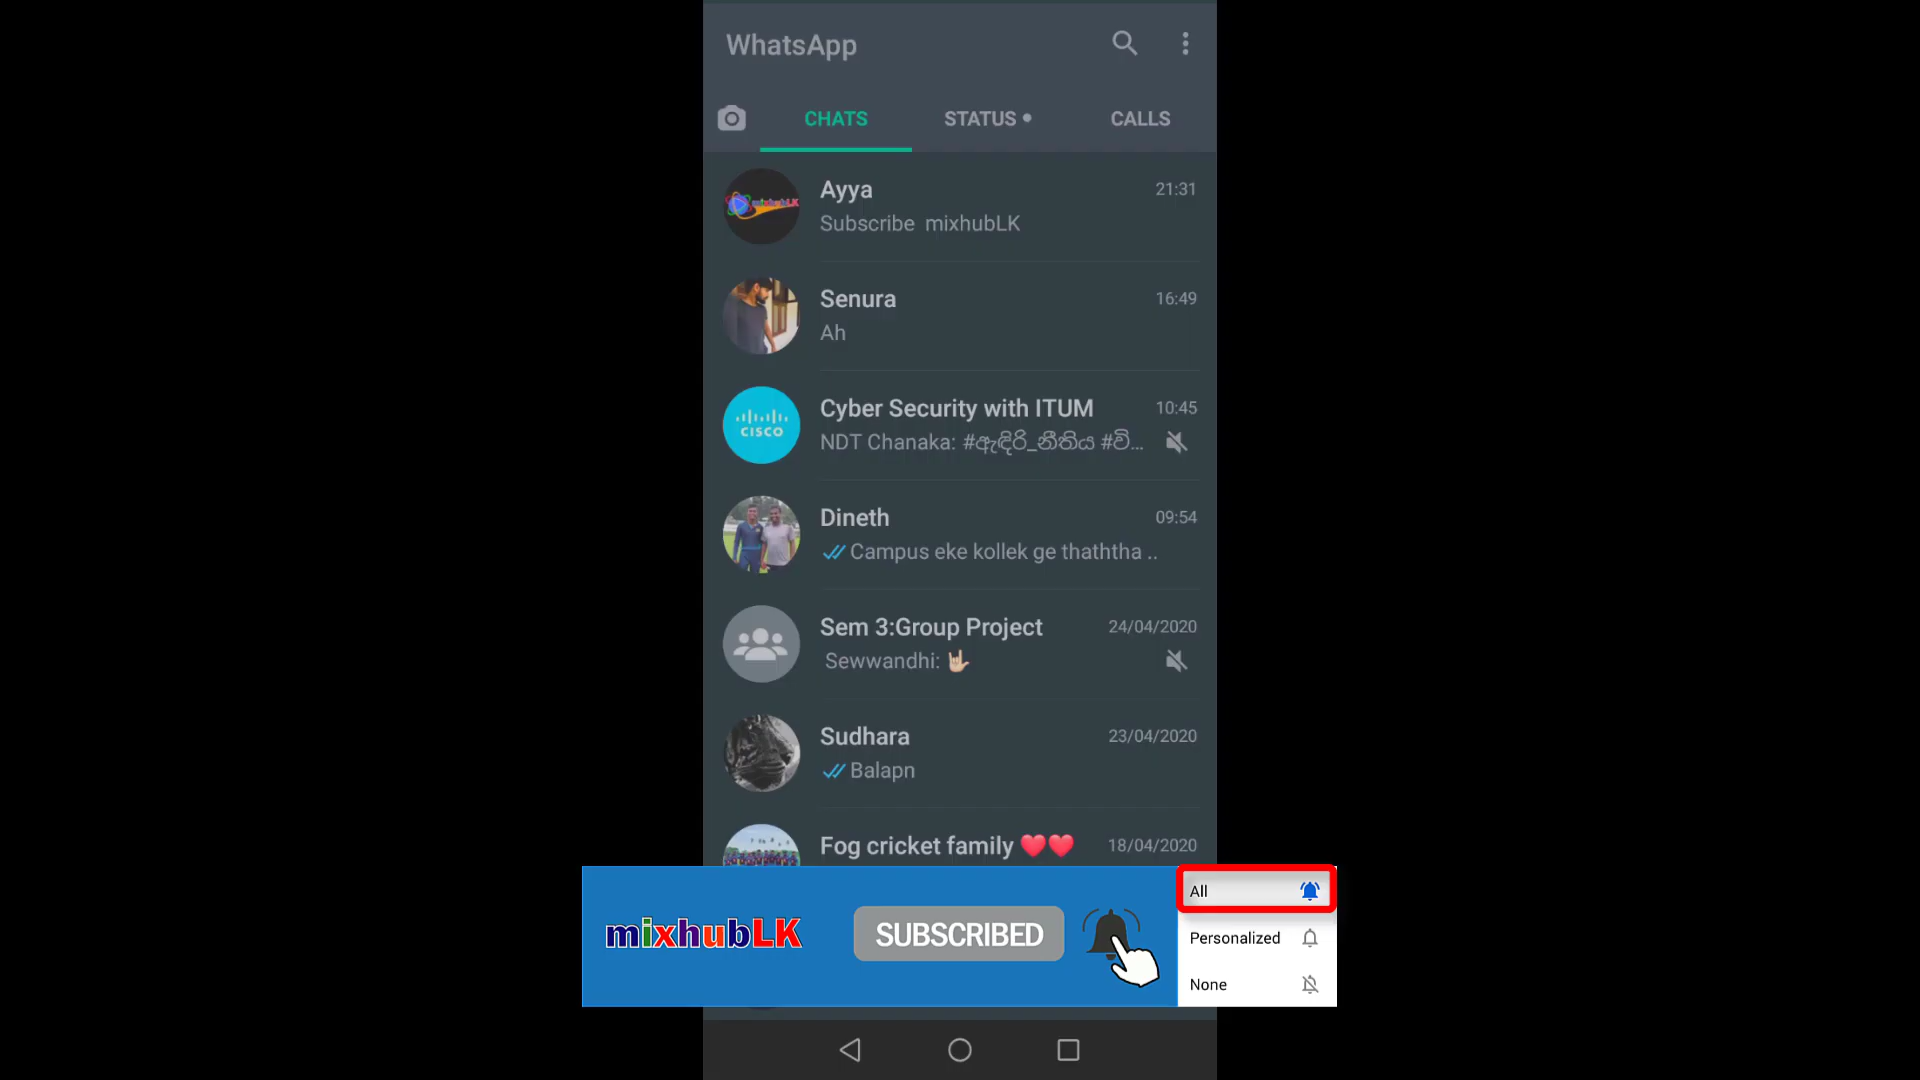 WhatsApp
CHATS
STATUS •
CALLS
mixhubLK
Ayya
21:31
Subscribe mixhubLK
Senura
16:49
Ah
CISCO
Cyber Security with ITUM
10:45
NDT Chanaka: #ඇඳිරි_නීතිය #වි...
Dineth
09:54
Campus eke kollek ge thaththa ..
Sem 3:Group Project
24/04/2020
Sewwandhi: 🤟🏻
Sudhara
23/04/2020
Balapn
Fog cricket family ❤️❤️
18/04/2020
mixhubLK
SUBSCRIBED
All
Personalized
None